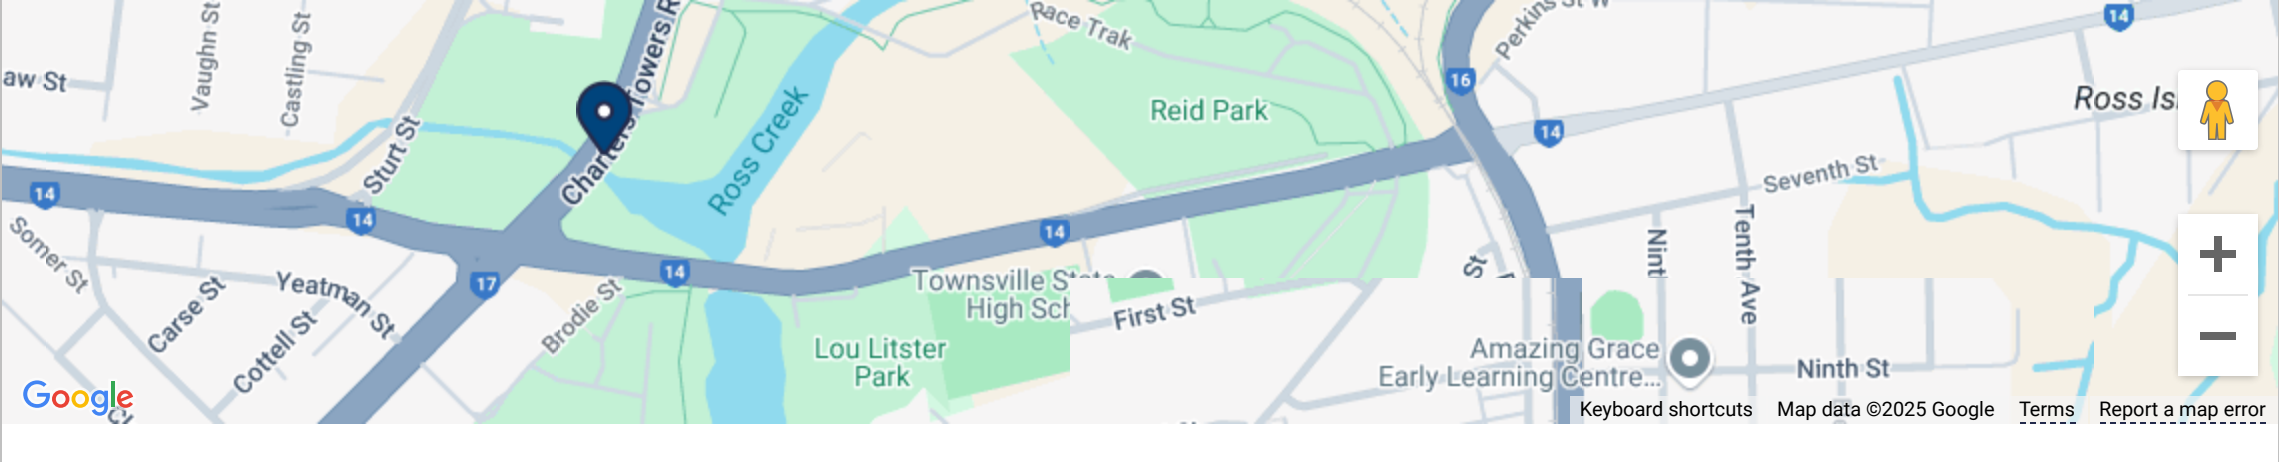 Vaughn St
Castling St
Race Trak
Perkins St W
14
aw St
16
Reid Park
Ross Is
14
Sturt St
Charters Towers R
Ross Creek
14
14
Seventh St
14
14
Somer St
17
Yeatman St
Carse St
Cottell St
Brodie St
Townsville State
High Sch
First St
St
Nint
Tenth Ave
Lou Litster
Park
Amazing Grace
Early Learning Centre...
Ninth St
Google
Keyboard shortcuts
Map data ©2025 Google
Terms
Report a map error